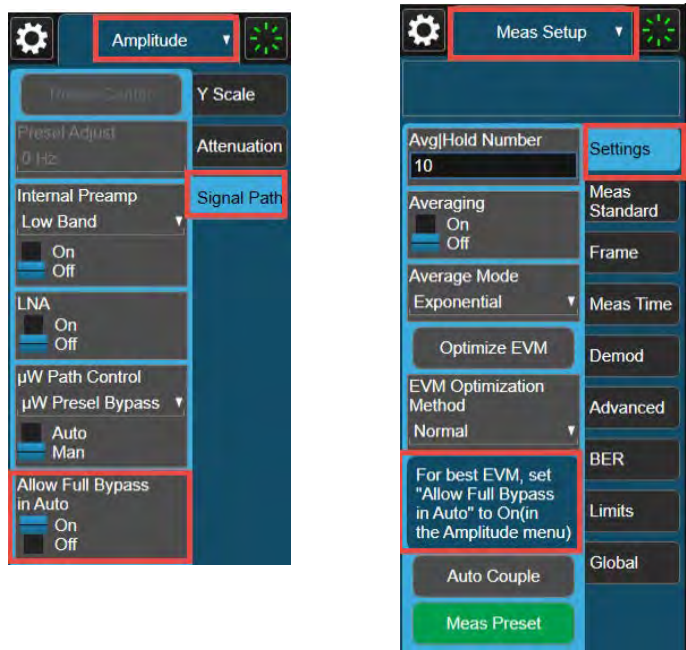 Amplitude
Presel Center
Y Scale
Presel Adjust
0 Hz
Attenuation
Internal Preamp
Low Band
Signal Path
On
Off
LNA
On
Off
µW Path Control
µW Presel Bypass
Auto
Man
Allow Full Bypass
in Auto
On
Off
Meas Setup
Avg|Hold Number
10
Settings
Averaging
On
Off
Meas
Standard
Frame
Average Mode
Exponential
Meas Time
Optimize EVM
Demod
EVM Optimization
Method
Normal
Advanced
For best EVM, set
"Allow Full Bypass
in Auto" to On(in
the Amplitude menu)
BER
Limits
Auto Couple
Global
Meas Preset